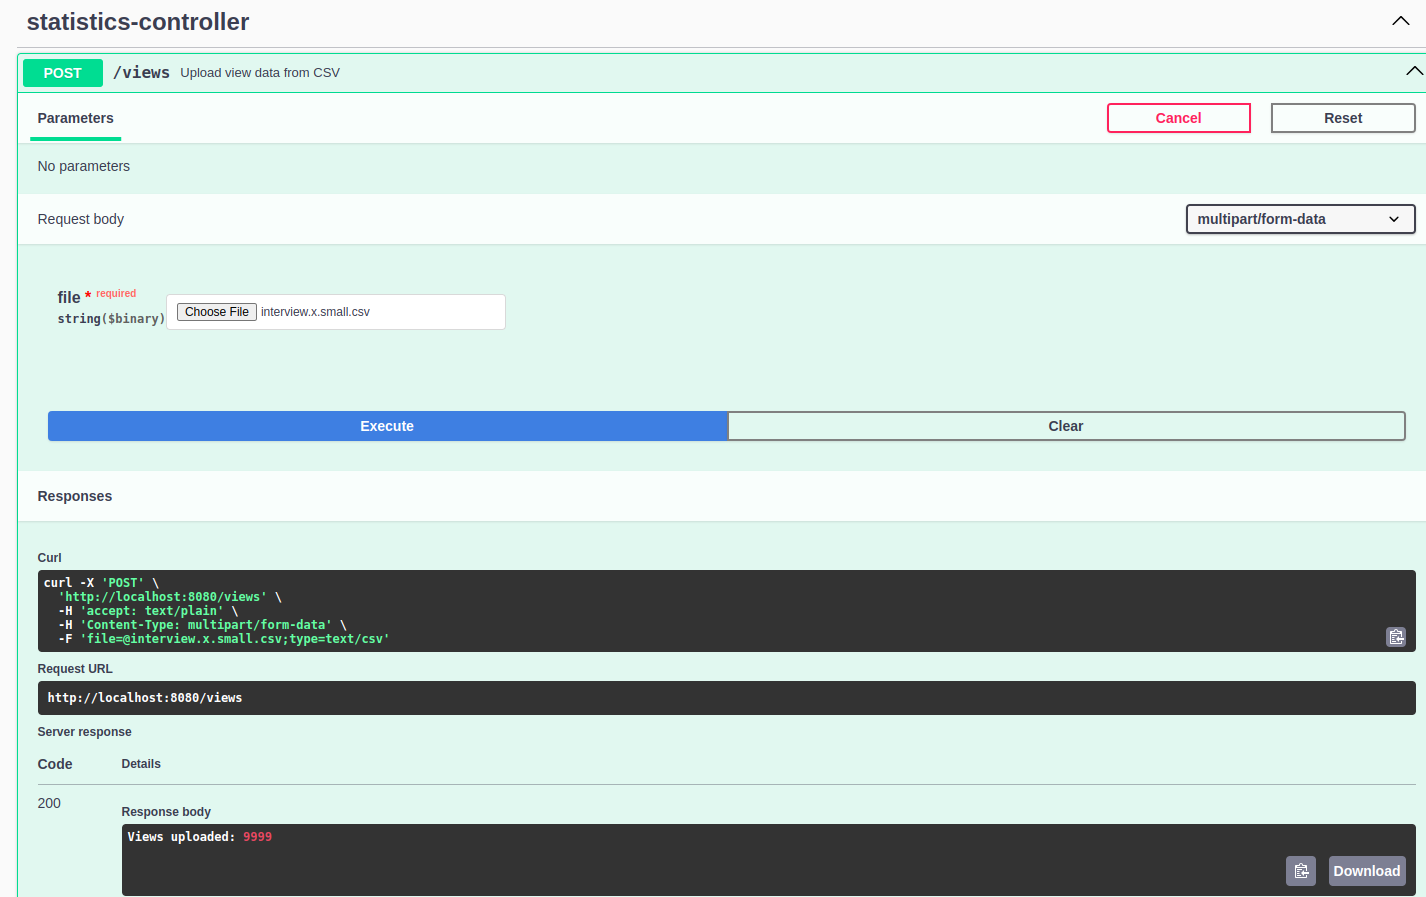 statistics-controller
POST /views Upload view data from CSV
Parameters Cancel Reset
No parameters
Request body multipart/form-data
file * required
string($binary) Choose File interview.x.small.csv
Execute Clear
Responses
Curl
curl -X 'POST' \
'http://localhost:8080/views' \
-H 'accept: text/plain' \
-H 'Content-Type: multipart/form-data' \
-F 'file=@interview.x.small.csv;type=text/csv'
Request URL
http://localhost:8080/views
Server response
Code Details
200
Response body
Views uploaded: 9999
Download